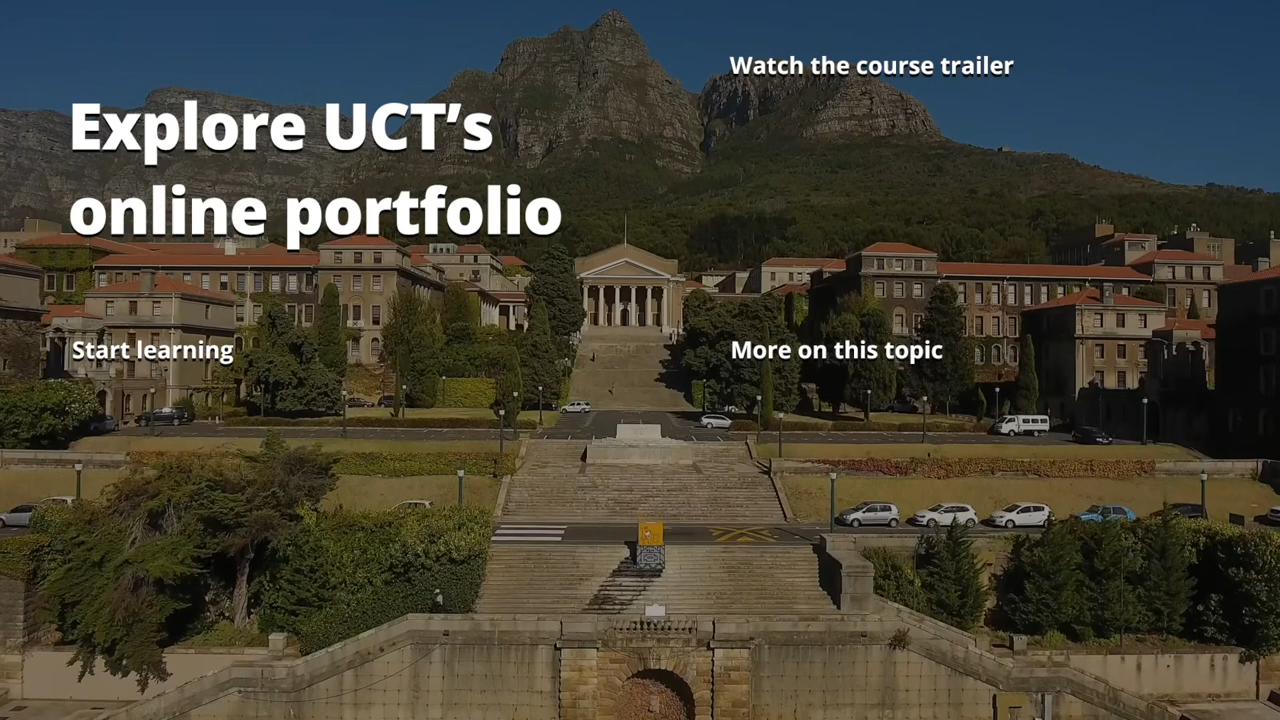 Explore UCT’s
online portfolio
Watch the course trailer
Start learning
More on this topic